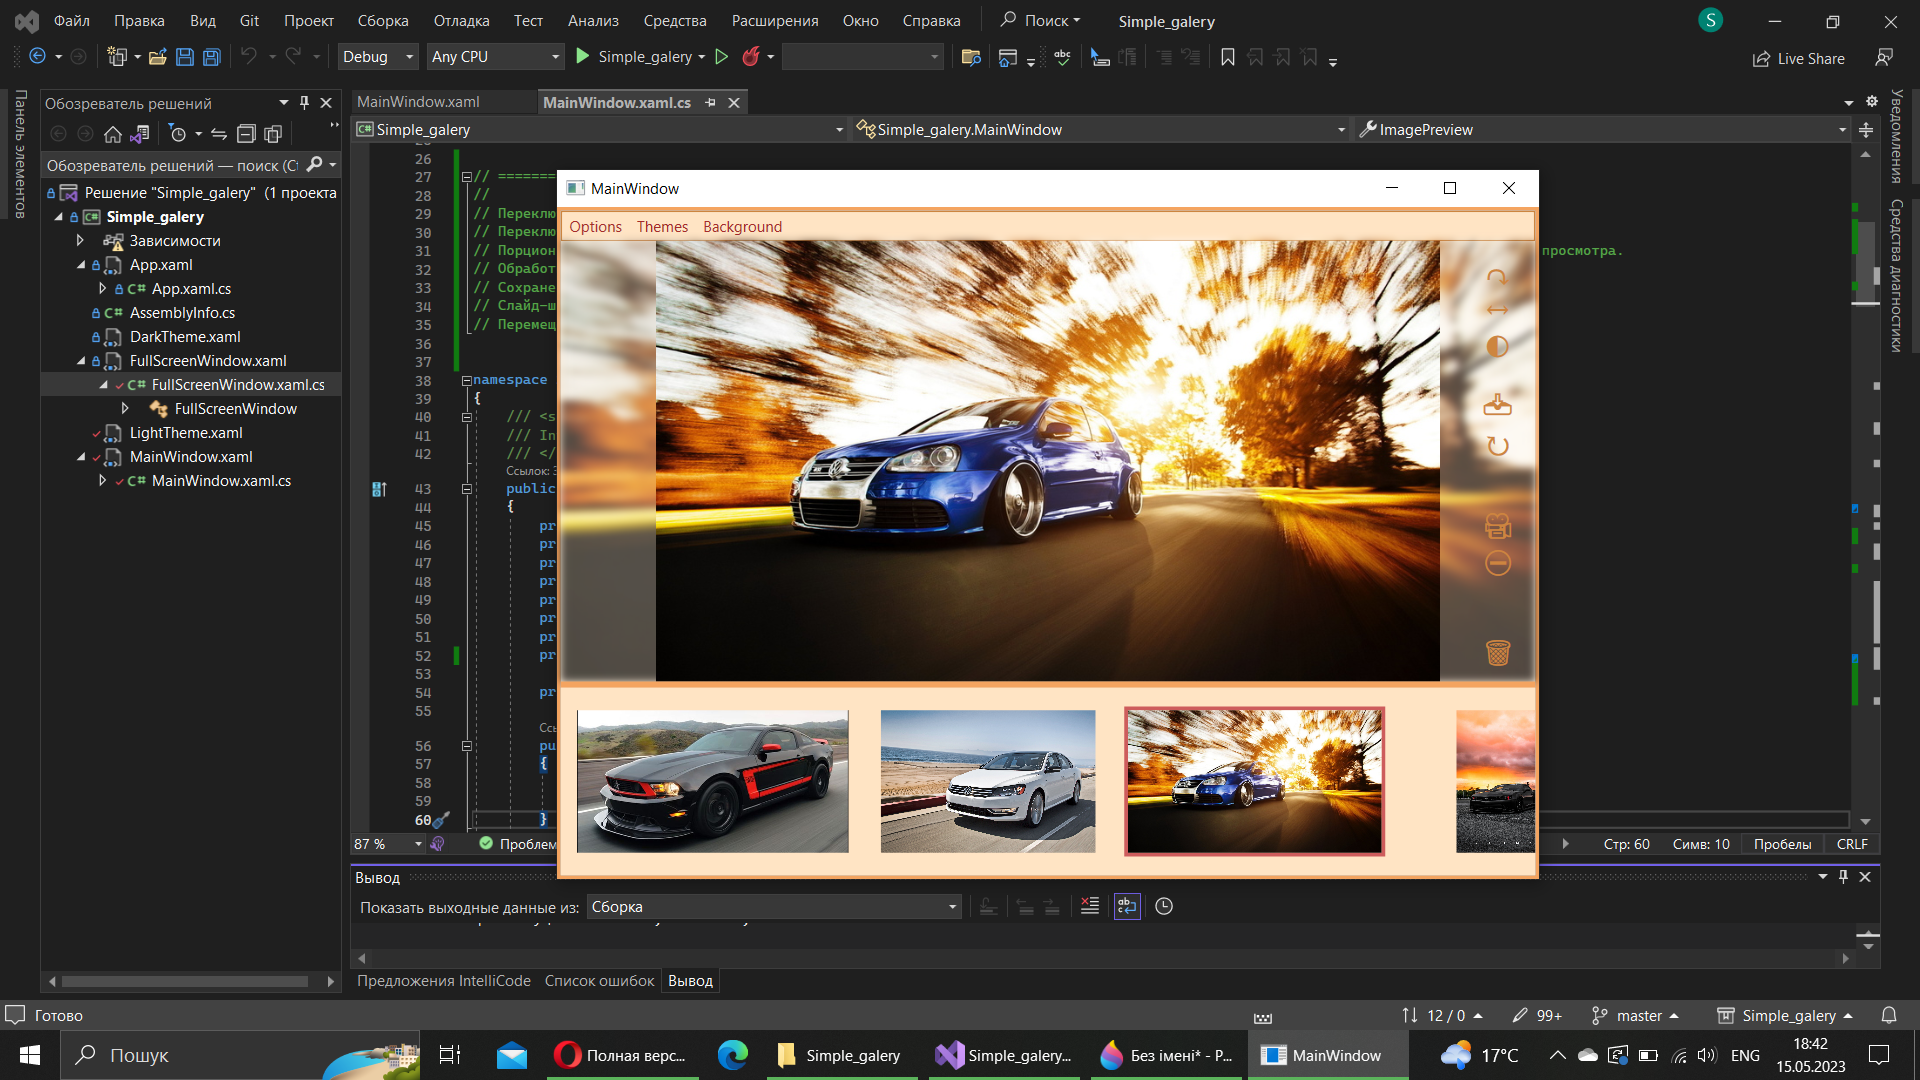 Файл Правка Вид Git Проект Сборка Отладка Тест Анализ Средства Расширения Окно Справка Поиск Simple_galery S
Debug Any CPU Simple_galery Live Share
Панель элементов
Обозреватель решений
Обозреватель решений — поиск (Ct
Решение "Simple_galery" (1 проекта
Simple_galery
Зависимости
App.xaml
App.xaml.cs
AssemblyInfo.cs
DarkTheme.xaml
FullScreenWindow.xaml
FullScreenWindow.xaml.cs
FullScreenWindow
LightTheme.xaml
MainWindow.xaml
MainWindow.xaml.cs
MainWindow.xaml MainWindow.xaml.cs
Simple_galery Simple_galery.MainWindow ImagePreview
26
27 // =======
28 //
29 // Переклю
30 // Переклю
31 // Порцион просмотра.
32 // Обработ
33 // Сохране
34 // Слайд-ш
35 // Перемещ
36
37
38 namespace
39 {
40 /// <s
41 /// In
42 /// </
Ссылок: 3
43 public
44 {
45 pr
46 pr
47 pr
48 pr
49 pr
50 pr
51 pr
52 pr
53
54 pr
55
Ссы
56 pu
57 {
58
59
60 }
MainWindow
Options Themes Background
Уведомления
Средства диагностики
87 % Проблем Стр: 60 Симв: 10 Пробелы CRLF
Вывод
Показать выходные данные из: Сборка
Предложения IntelliCode Список ошибок Вывод
Готово 12 / 0 99+ master Simple_galery
Пошук Полная верс... Simple_galery Simple_galery... Без імені* - P... MainWindow 17°C ENG 18:42
15.05.2023